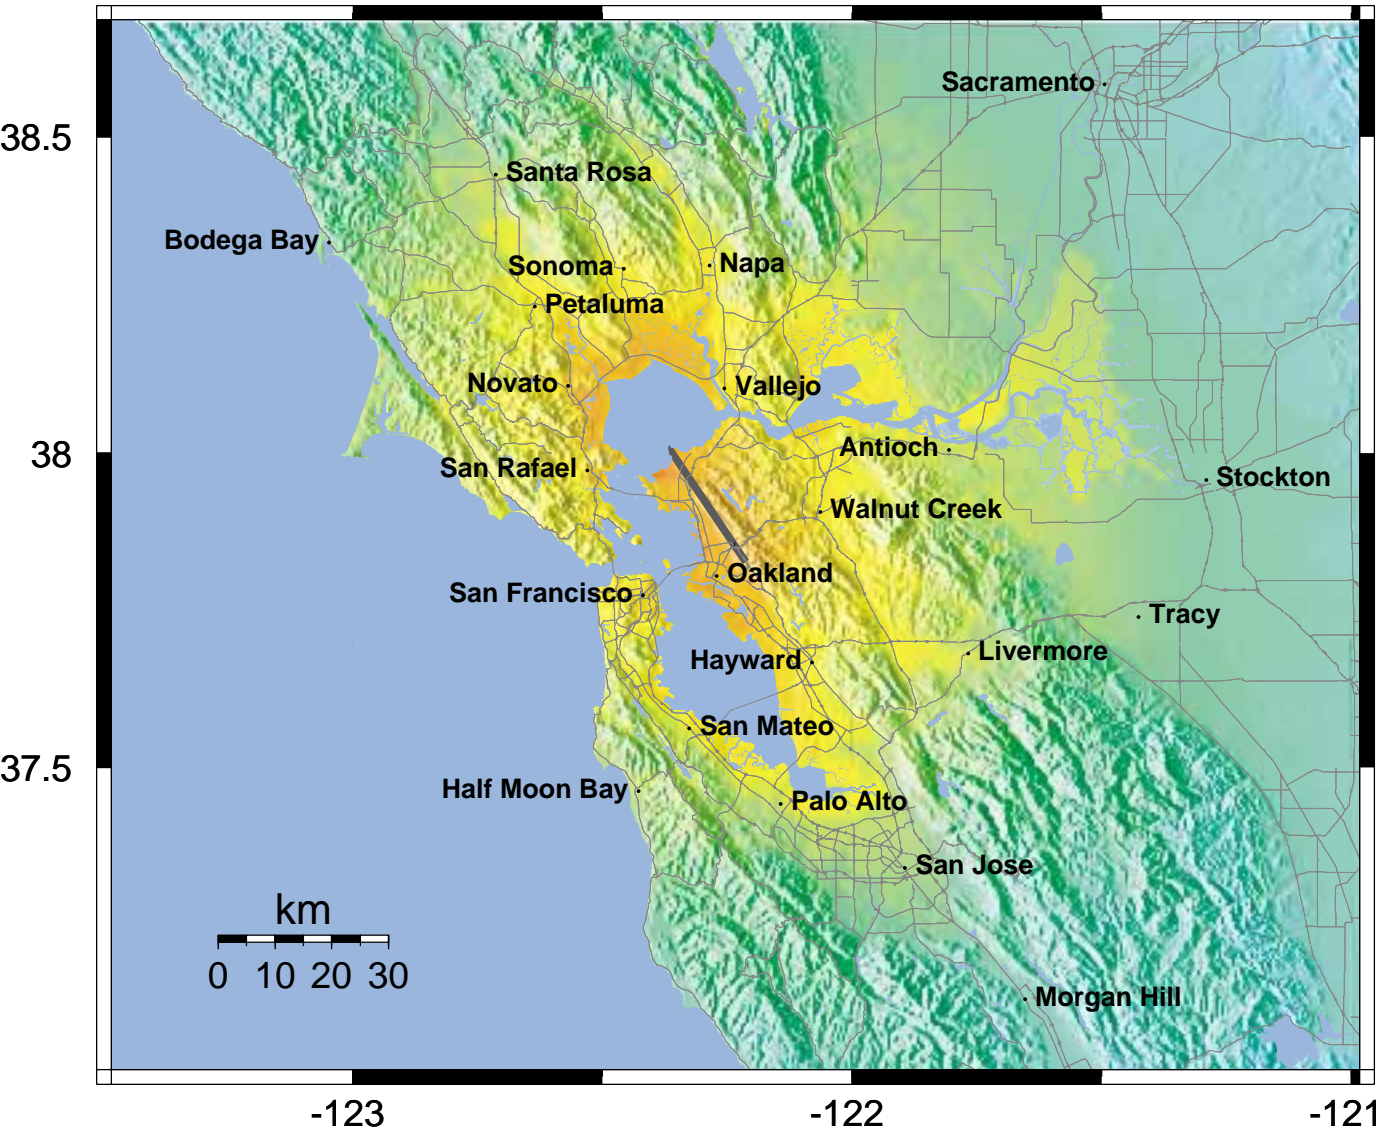 Sacramento
38.5
Santa Rosa
Bodega Bay
Sonoma
Napa
Petaluma
Novato
Vallejo
Antioch
38
San Rafael
Stockton
Walnut Creek
Oakland
San Francisco
Tracy
Hayward
Livermore
San Mateo
37.5
Half Moon Bay
Palo Alto
San Jose
km
0 10 20 30
Morgan Hill
-123
-122
-121